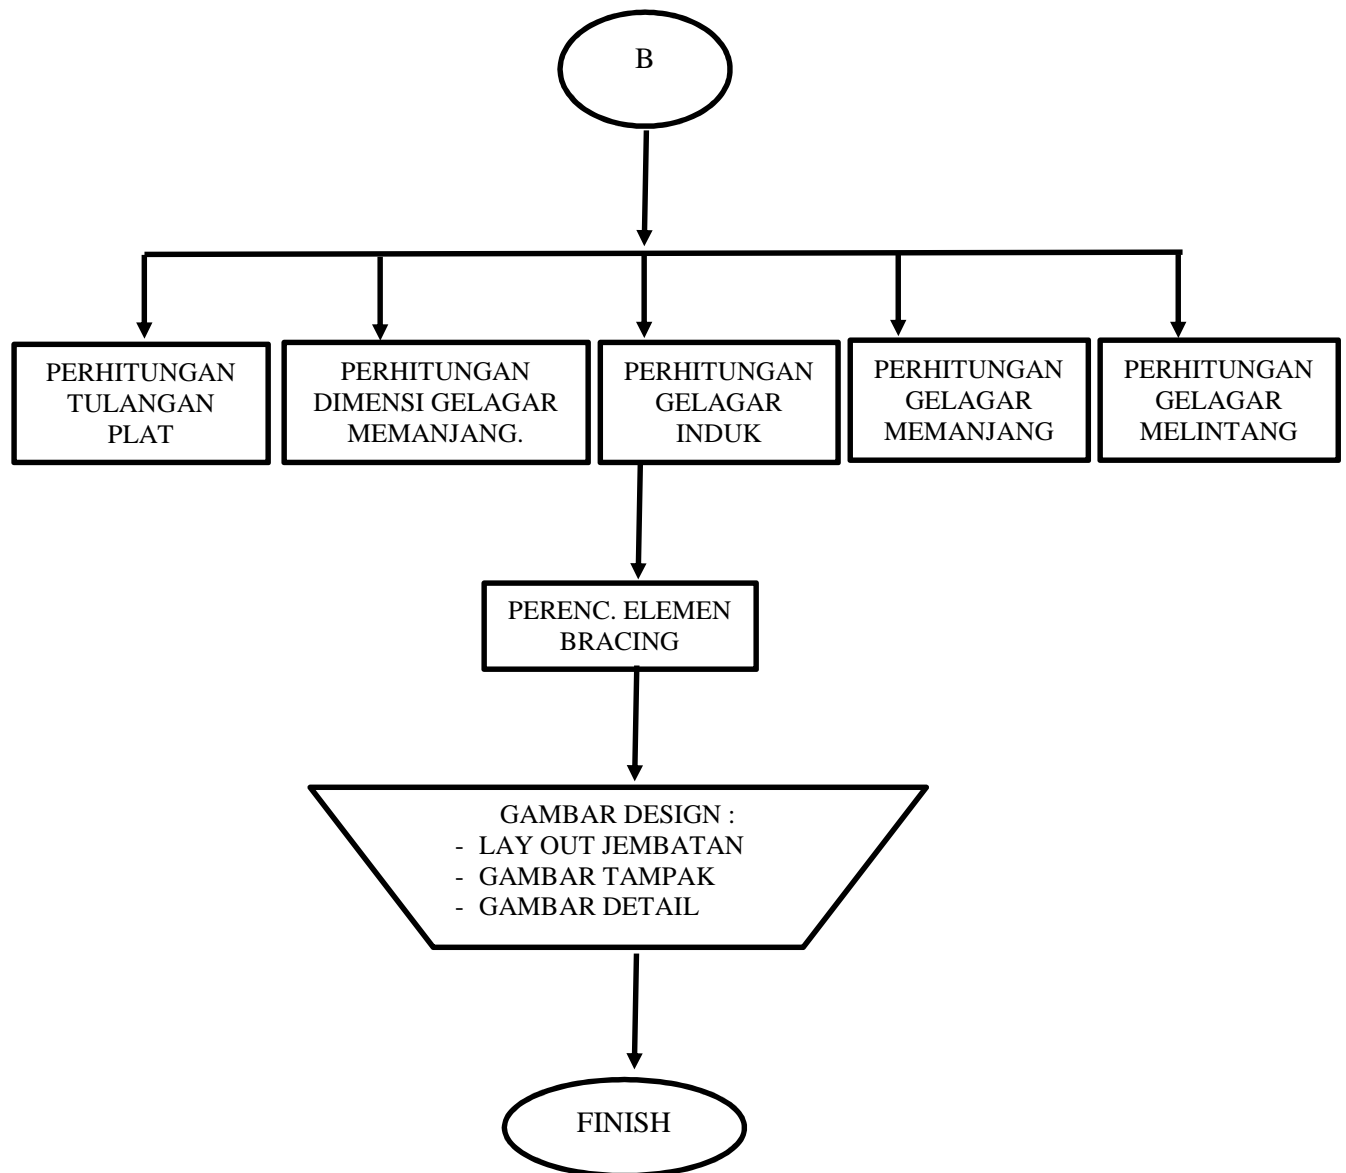 B
PERHITUNGAN
TULANGAN
PLAT
PERHITUNGAN
DIMENSI GELAGAR
MEMANJANG.
PERHITUNGAN
GELAGAR
INDUK
PERHITUNGAN
GELAGAR
MEMANJANG
PERHITUNGAN
GELAGAR
MELINTANG
PERENC. ELEMEN
BRACING
GAMBAR DESIGN :
- LAY OUT JEMBATAN
- GAMBAR TAMPAK
- GAMBAR DETAIL
FINISH